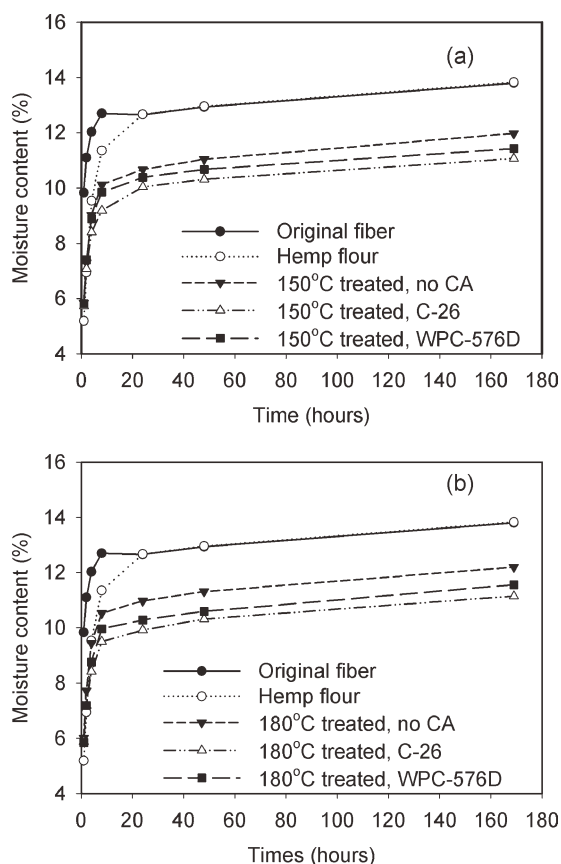 16
(a)
14
12
10
8
6
4
Moisture content (%)
Original fiber
Hemp flour
150°C treated, no CA
150°C treated, C-26
150°C treated, WPC-576D
0 20 40 60 80 100 120 140 160 180
Time (hours)
16
(b)
14
12
10
8
6
4
Moisture content (%)
Original fiber
Hemp flour
180°C treated, no CA
180°C treated, C-26
180°C treated, WPC-576D
0 20 40 60 80 100 120 140 160 180
Times (hours)